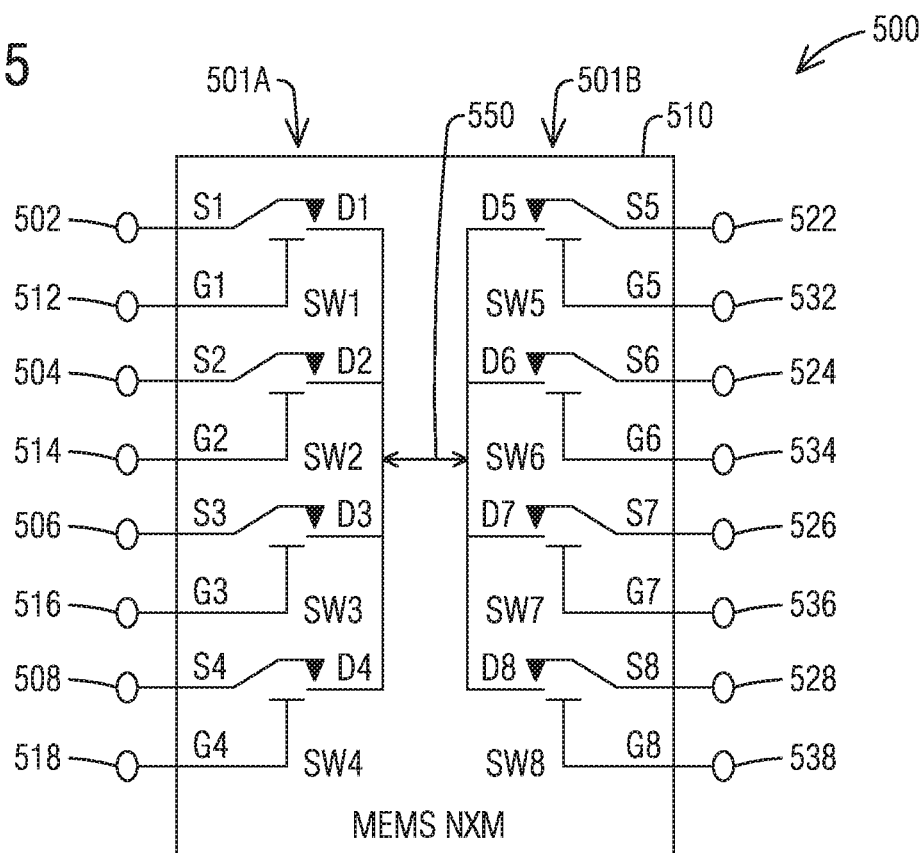 5
500
501A
501B
550
510
502 S1 D1 D5 S5 522
512 G1 SW1 SW5 G5 532
504 S2 D2 D6 S6 524
514 G2 SW2 SW6 G6 534
506 S3 D3 D7 S7 526
516 G3 SW3 SW7 G7 536
508 S4 D4 D8 S8 528
518 G4 SW4 SW8 G8 538
MEMS NXM